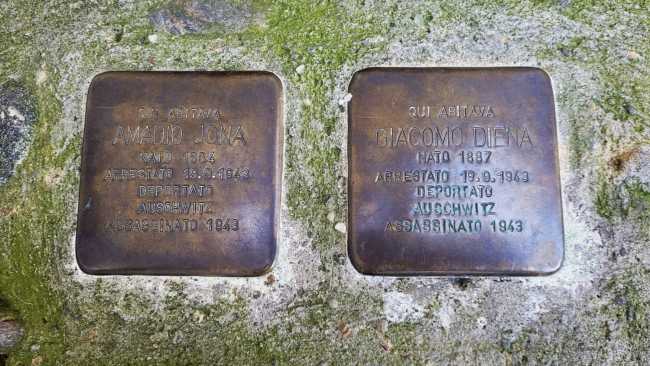 QUI ABITAVA
AMADIO JONA
NATO 1884
ARRESTATO 19.9.1943
DEPORTATO
AUSCHWITZ
ASSASSINATO 1943
QUI ABITAVA
GIACOMO DIENA
NATO 1887
ARRESTATO 19.9.1943
DEPORTATO
AUSCHWITZ
ASSASSINATO 1943